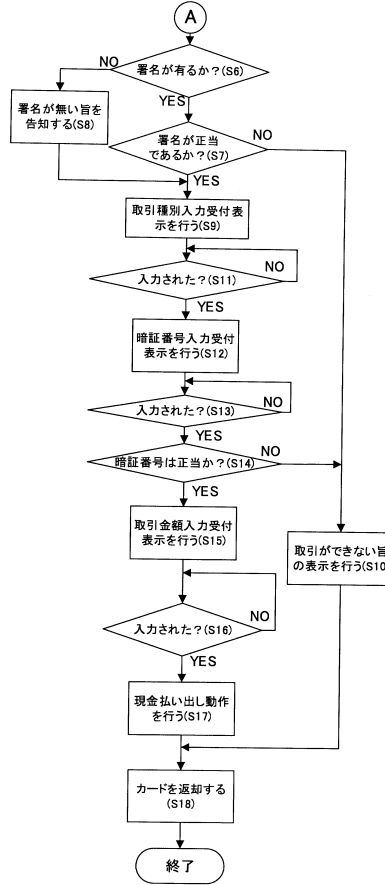 A
署名が有るか？(S6)
NO
YES
署名が無い旨を
告知する(S8)
署名が正当
であるか？(S7)
NO
YES
取引種別入力受付表
示を行う(S9)
NO
入力された？(S11)
YES
暗証番号入力受付
表示を行う(S12)
NO
入力された？(S13)
YES
暗証番号は正当か？(S14)
NO
YES
取引金額入力受付
表示を行う(S15)
取引ができない旨
の表示を行う(S10
NO
入力された？(S16)
YES
現金払い出し動作
を行う(S17)
カードを返却する
(S18)
終了